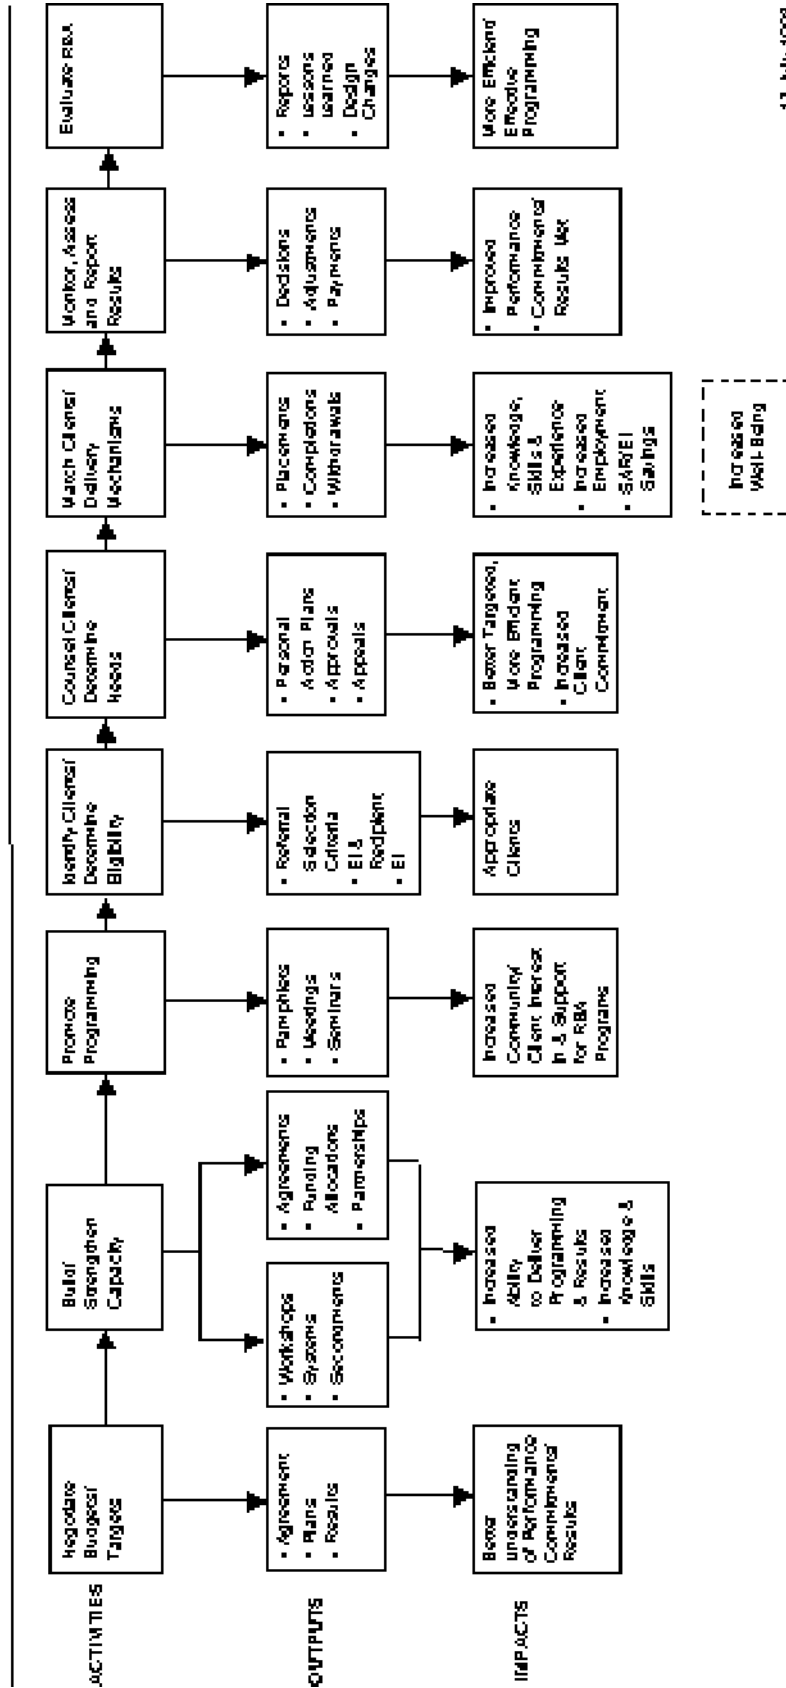 ACTIVITIES
Negotiate
Budgets/
Targets
Build/
Strengthen
Capacity
Promote
Programming
Identify Clients/
Determine
Eligibility
Counsel Clients/
Determine
Needs
Match Clients/
Delivery
Mechanisms
Monitor, Assess
and Report
Results
Evaluate RBA
OUTPUTS
• Agreement
• Plans
• Results
• Workshops
• Systems
• Secondments
• Agreements
• Funding
Allocations
• Partnerships
• Pamphlets
• Meetings
• Seminars
• Referral
Selection
Criteria
• EI &
Recipient
• EI
• Personal
Action Plans
• Approvals
• Appeals
• Placements
• Completions
• Withdrawals
• Decisions
• Adjustments
• Payments
• Reports
• Lessons
Learned
• Design
Changes
IMPACTS
Better
Understanding
of Performance
Commitments/
Results
• Increased
Ability
to Deliver
Programming
& Results
• Increased
Knowledge &
Skills
Increased
Community/
Client Interest
In & Support
for RBA
Programs
Appropriate
Clients
• Better Targeted,
More Efficient
Programming
• Increased
Client
Commitment
• Increased
Knowledge,
Skills &
Experience
• Increased
Employment
• SAR/EI
Savings
• Improved
Performance
• Commitments/
Results Met
More Efficient/
Effective
Programming
Increased
Well-Being